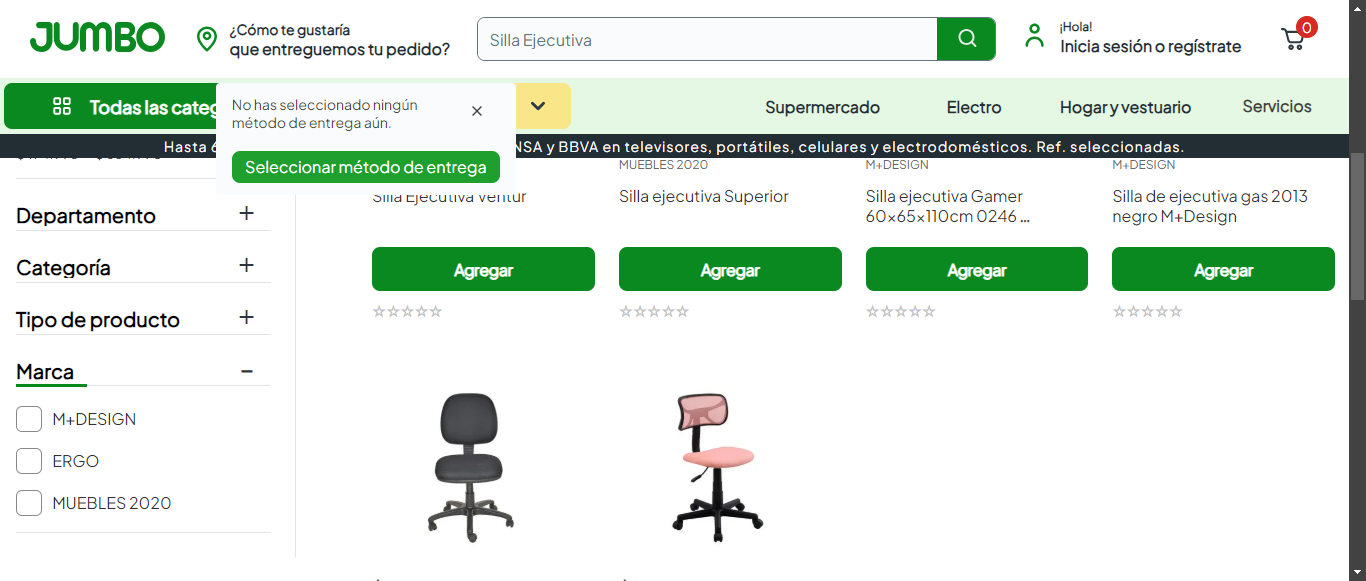 JUMBO
¿Cómo te gustaría
que entreguemos tu pedido?
Silla Ejecutiva
¡Hola!
Inicia sesión o regístrate
0
Todas las categ
No has seleccionado ningún
método de entrega aún.
Seleccionar método de entrega
Supermercado
Electro
Hogar y vestuario
Servicios
Hasta
NSA y BBVA en televisores, portátiles, celulares y electrodomésticos. Ref. seleccionadas.
Departamento
Categoría
Tipo de producto
Marca
M+DESIGN
ERGO
MUEBLES 2020
Silla Ejecutiva Ventur
Agregar
MUEBLES 2020
Silla ejecutiva Superior
Agregar
M+DESIGN
Silla ejecutiva Gamer
60x65x110cm 0246 ...
Agregar
M+DESIGN
Silla de ejecutiva gas 2013
negro M+Design
Agregar